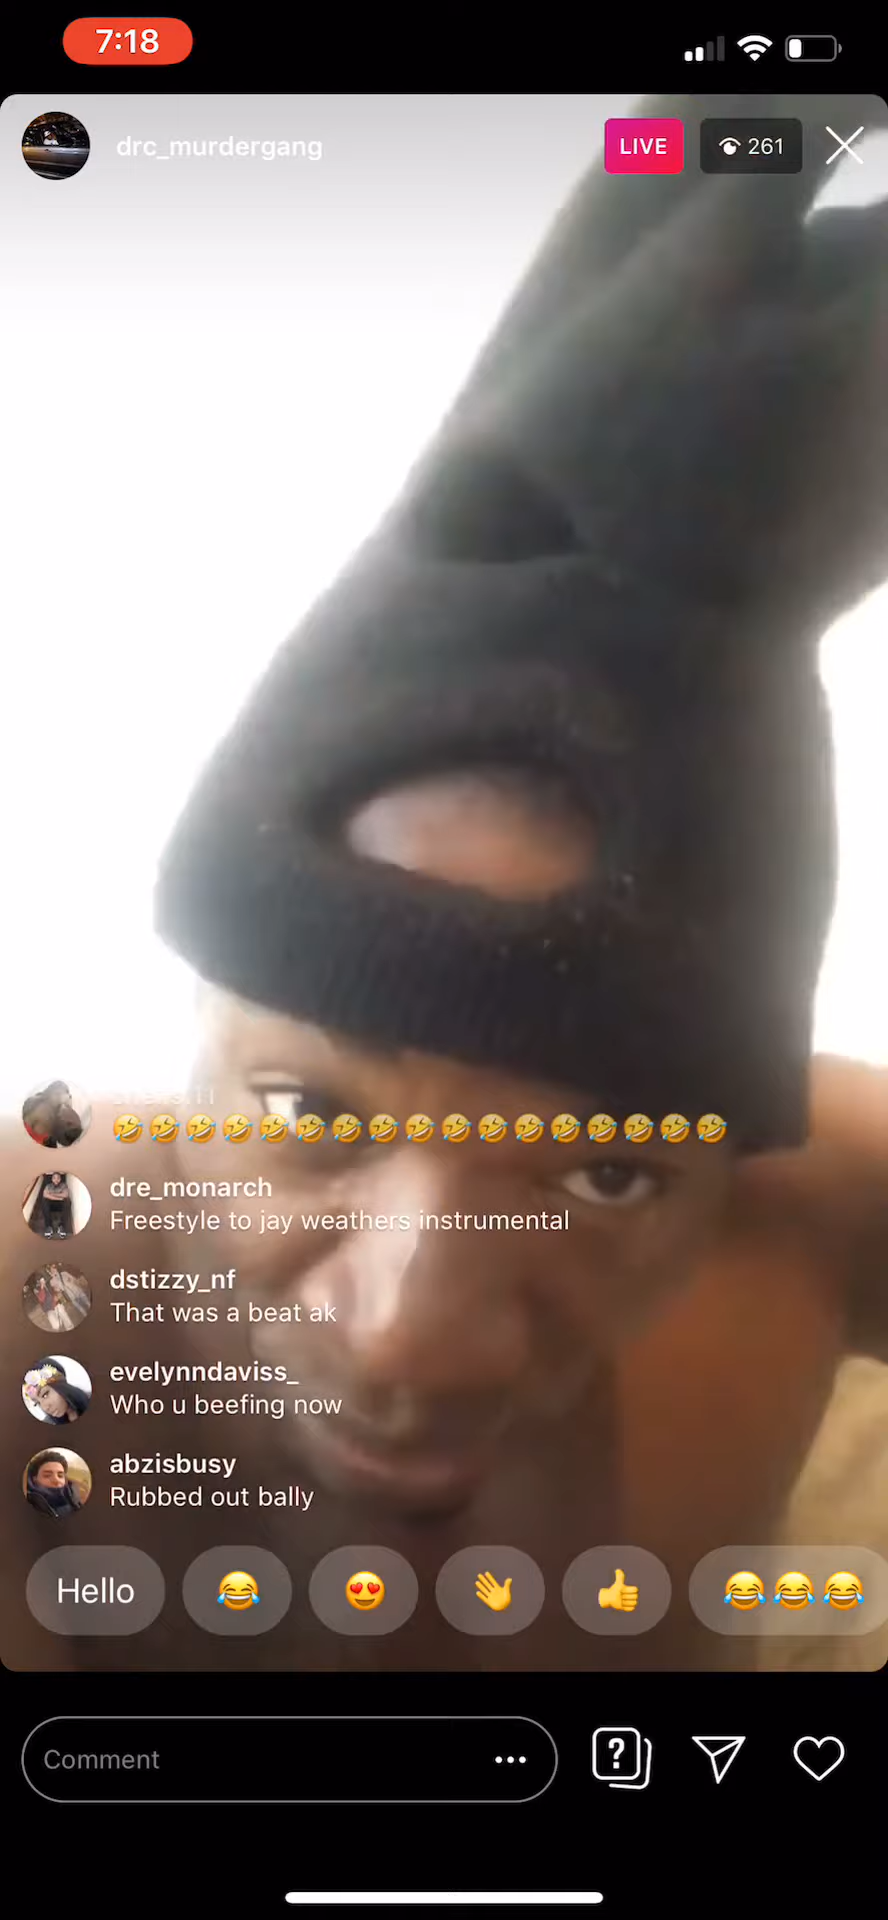 7:18
drc_murdergang
LIVE
261
🤣🤣🤣🤣🤣🤣🤣🤣🤣🤣🤣🤣🤣🤣🤣🤣🤣
dre_monarch
Freestyle to jay weathers instrumental
dstizzy_nf
That was a beat ak
evelynndaviss_
Who u beefing now
abzisbusy
Rubbed out bally
Hello 😂 😍 👋 👍 😂😂😂
Comment